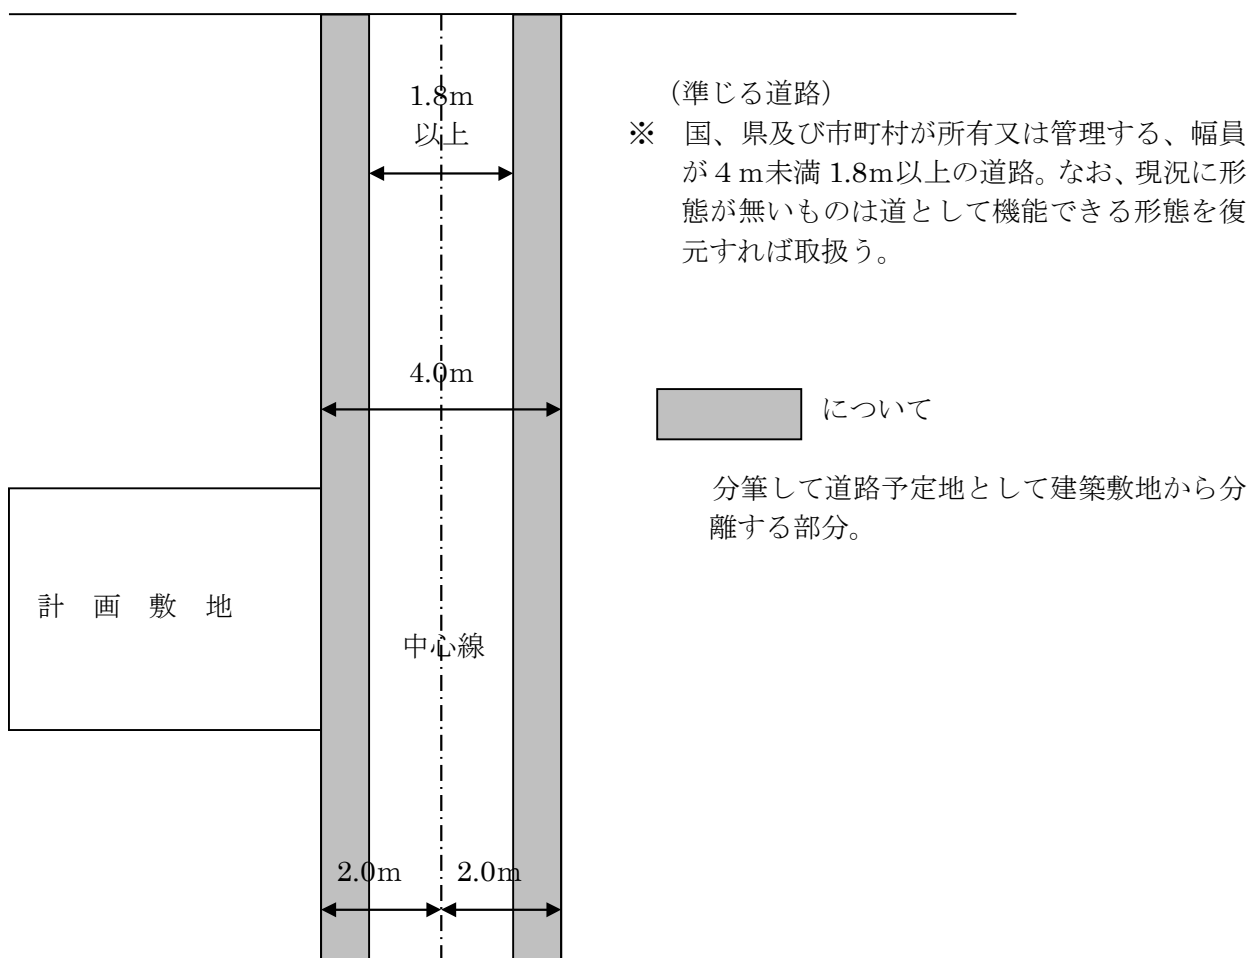 1.8m
以上
(準じる道路)
※　国、県及び市町村が所有又は管理する、幅員
が４ｍ未満 1.8m以上の道路。なお、現況に形
態が無いものは道として機能できる形態を復
元すれば取扱う。
4.0m
について
分筆して道路予定地として建築敷地から分
離する部分。
計　画　敷　地
中心線
2.0m
2.0m